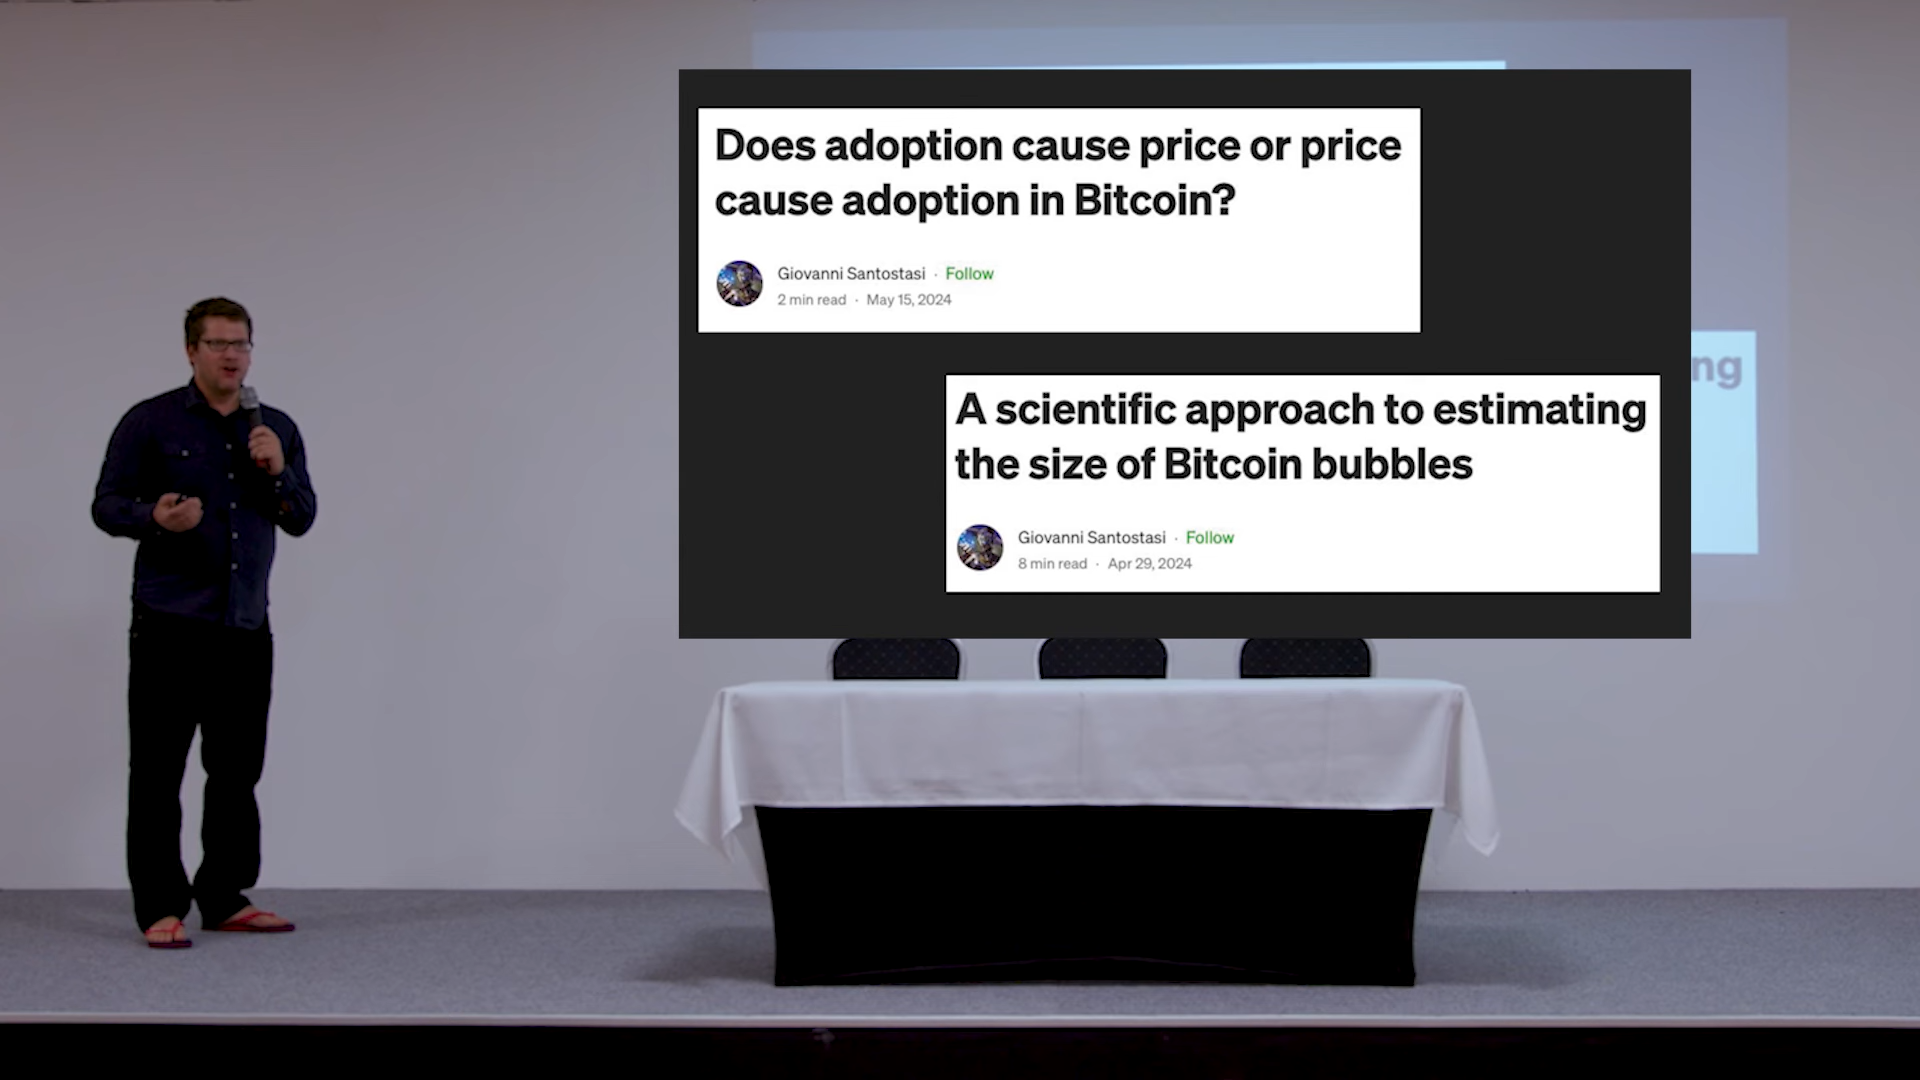 Does adoption cause price or price
cause adoption in Bitcoin?
Giovanni Santostasi · Follow
2 min read · May 15, 2024
ng
A scientific approach to estimating
the size of Bitcoin bubbles
Giovanni Santostasi · Follow
8 min read · Apr 29, 2024